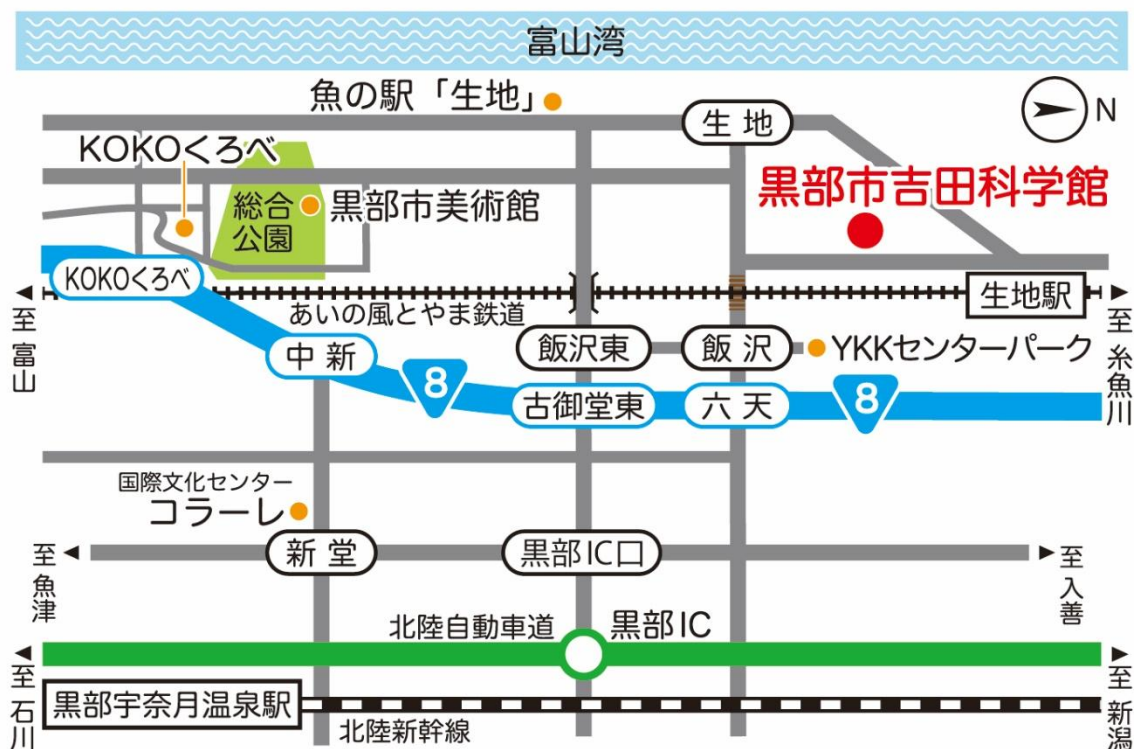 富山湾
魚の駅「生地」
生地
N
KOKOくろべ
黒部市吉田科学館
総合
公園
黒部市美術館
KOKOくろべ
生地駅
至富山
あいの風とやま鉄道
至糸魚川
中新
飯沢東
飯沢
YKKセンターパーク
8
古御堂東
六天
8
国際文化センター
コラーレ
至魚津
新堂
黒部IC口
至入善
北陸自動車道
黒部IC
至石川
至新潟
黒部宇奈月温泉駅
北陸新幹線